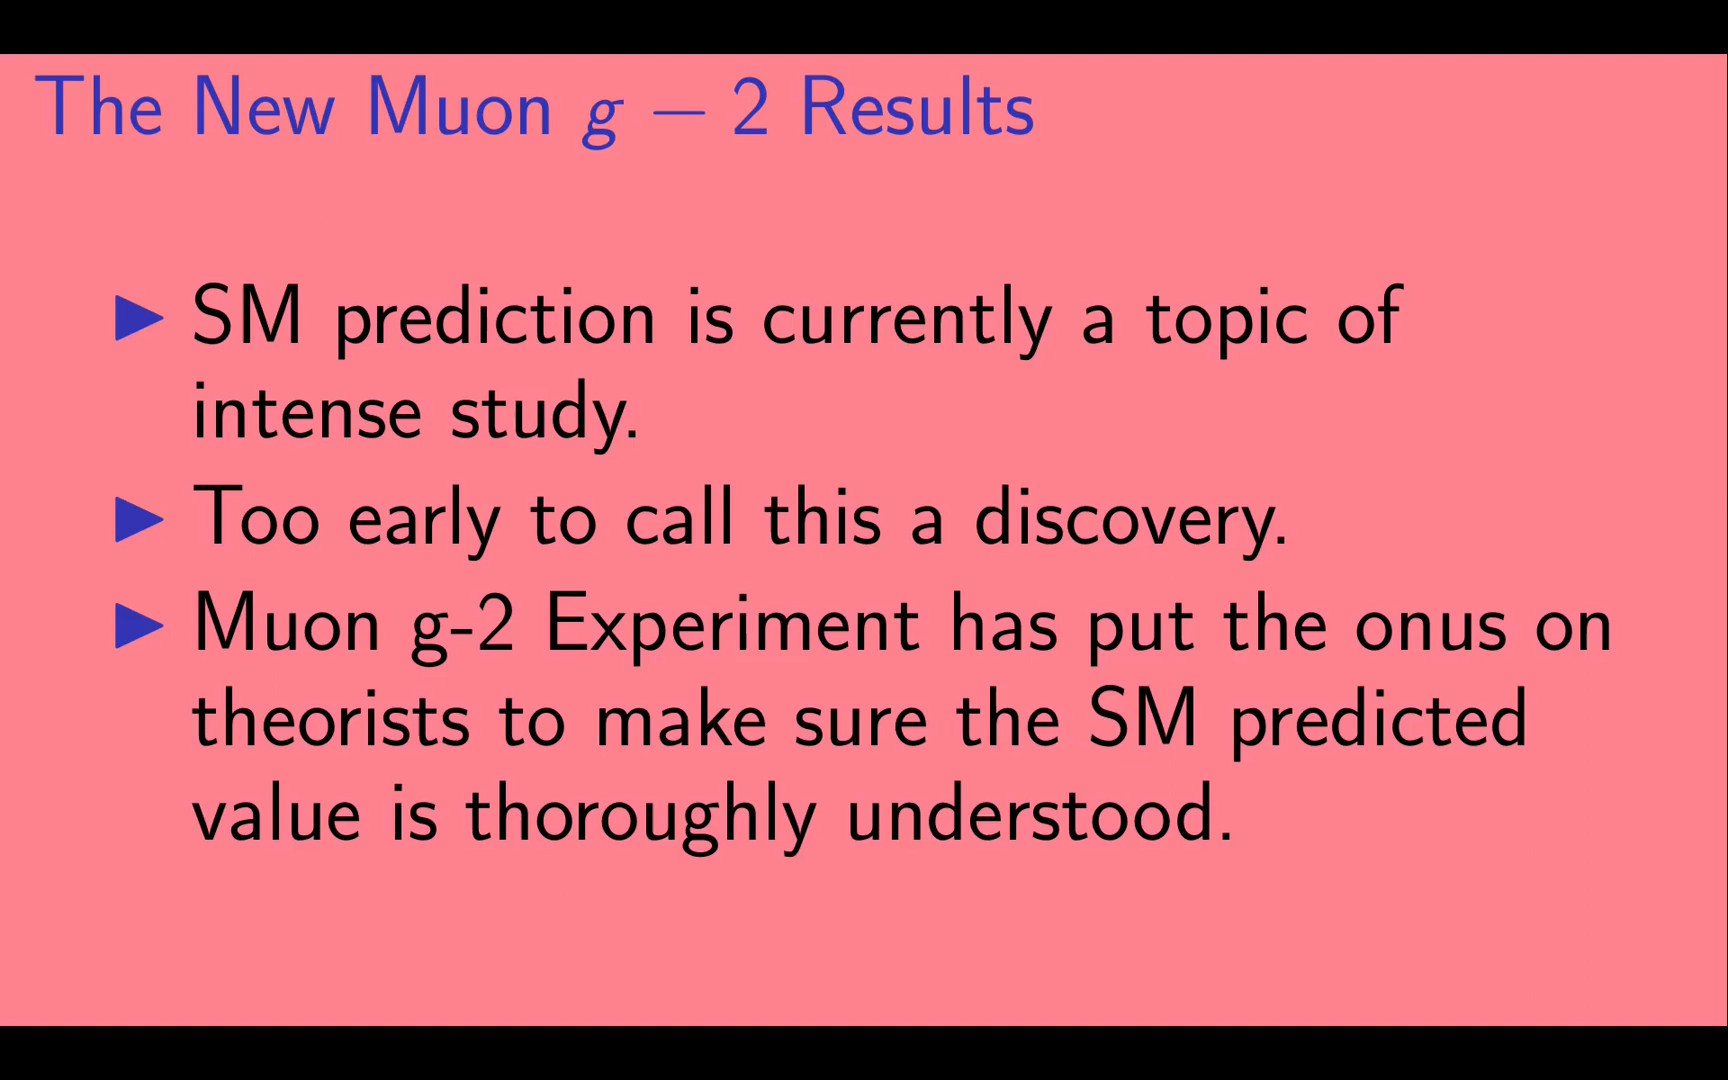 The New Muon g − 2 Results
▶ SM prediction is currently a topic of
intense study.
▶ Too early to call this a discovery.
▶ Muon g-2 Experiment has put the onus on
theorists to make sure the SM predicted
value is thoroughly understood.